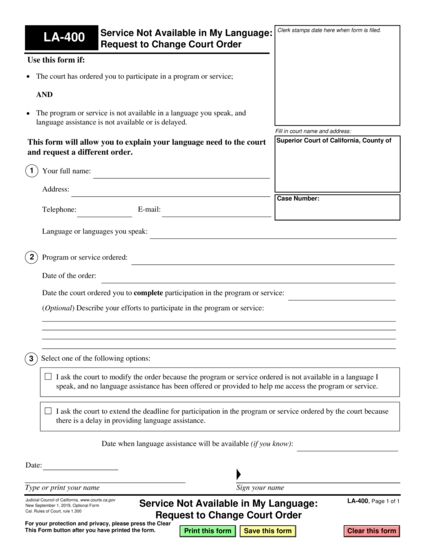 LA-400
Service Not Available in My Language:
Request to Change Court Order
Clerk stamps date here when form is filed.
Use this form if:
• The court has ordered you to participate in a program or service;
AND
• The program or service is not available in a language you speak, and
language assistance is not available or is delayed.
This form will allow you to explain your language need to the court
and request a different order.
Fill in court name and address:
Superior Court of California, County of
Case Number:
1 Your full name:
Address:
Telephone: E-mail:
Language or languages you speak:
2 Program or service ordered:
Date of the order:
Date the court ordered you to complete participation in the program or service:
(Optional) Describe your efforts to participate in the program or service:
3 Select one of the following options:
I ask the court to modify the order because the program or service ordered is not available in a language I
speak, and no language assistance has been offered or provided to help me access the program or service.
I ask the court to extend the deadline for participation in the program or service ordered by the court because
there is a delay in providing language assistance.
Date when language assistance will be available (if you know):
Date:
Type or print your name Sign your name
Judicial Council of California, www.courts.ca.gov
New September 1, 2019, Optional Form
Cal. Rules of Court, rule 1.300
Service Not Available in My Language:
Request to Change Court Order
LA-400, Page 1 of 1
For your protection and privacy, please press the Clear
This Form button after you have printed the form.
Print this form Save this form Clear this form